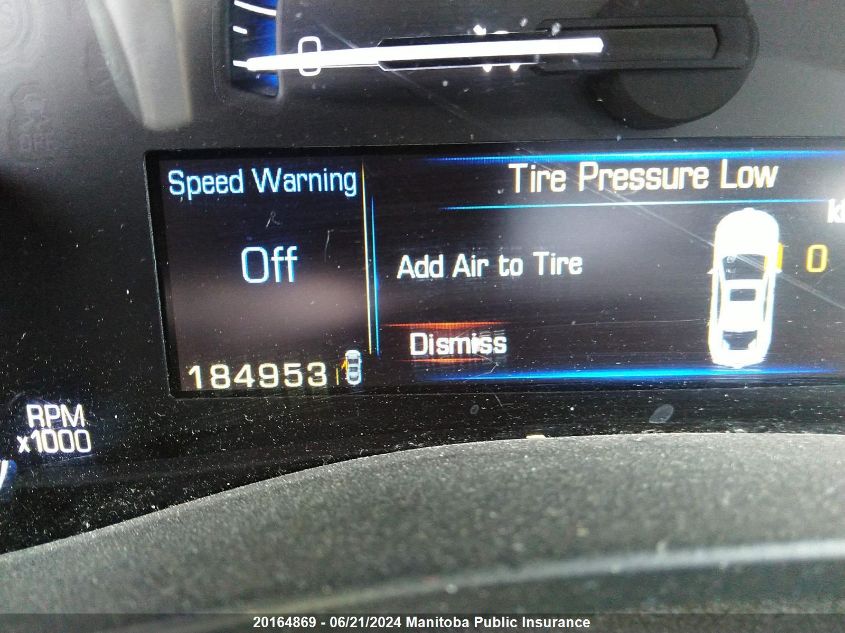 0
Speed Warning
Off
184953
Tire Pressure Low
Add Air to Tire
0
Dismiss
RPM
x1000
20164869 - 06/21/2024 Manitoba Public Insurance